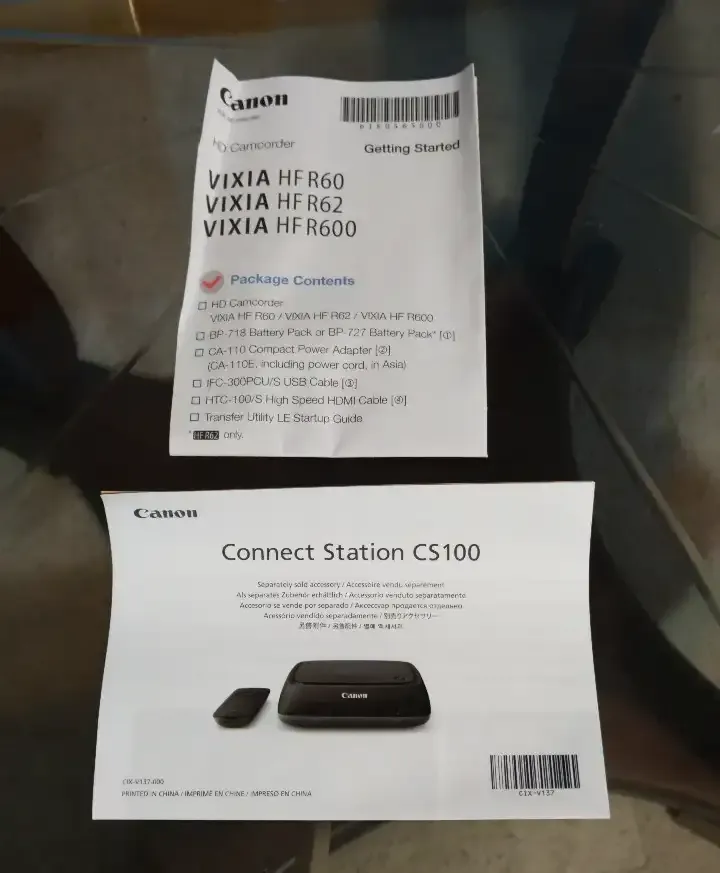 Canon
HD Camcorder
Getting Started
VIXIA HF R60
VIXIA HF R62
VIXIA HF R600
Package Contents
☐ HD Camcorder
VIXIA HF R60 / VIXIA HF R62 / VIXIA HF R600
☐ BP-718 Battery Pack or BP-727 Battery Pack* [①]
☐ CA-110 Compact Power Adapter [②]
(CA-110E, including power cord, in Asia)
☐ IFC-300PCU/S USB Cable [③]
☐ HTC-100/S High Speed HDMI Cable [④]
☐ Transfer Utility LE Startup Guide
* HF R62 only.
Canon
Connect Station CS100
Separately sold accessory / Accessoire vendu séparément
Als separates Zubehör erhältlich / Accessorio venduto separatamente
Accesorio se vende por separado / Аксессуар продается отдельно
Acessório vendido separadamente / 別売りアクセサリー
별매 액세서리
Canon
CIX-V137-000
PRINTED IN CHINA / IMPRIMÉ EN CHINE / IMPRESO EN CHINA
CIX-V137